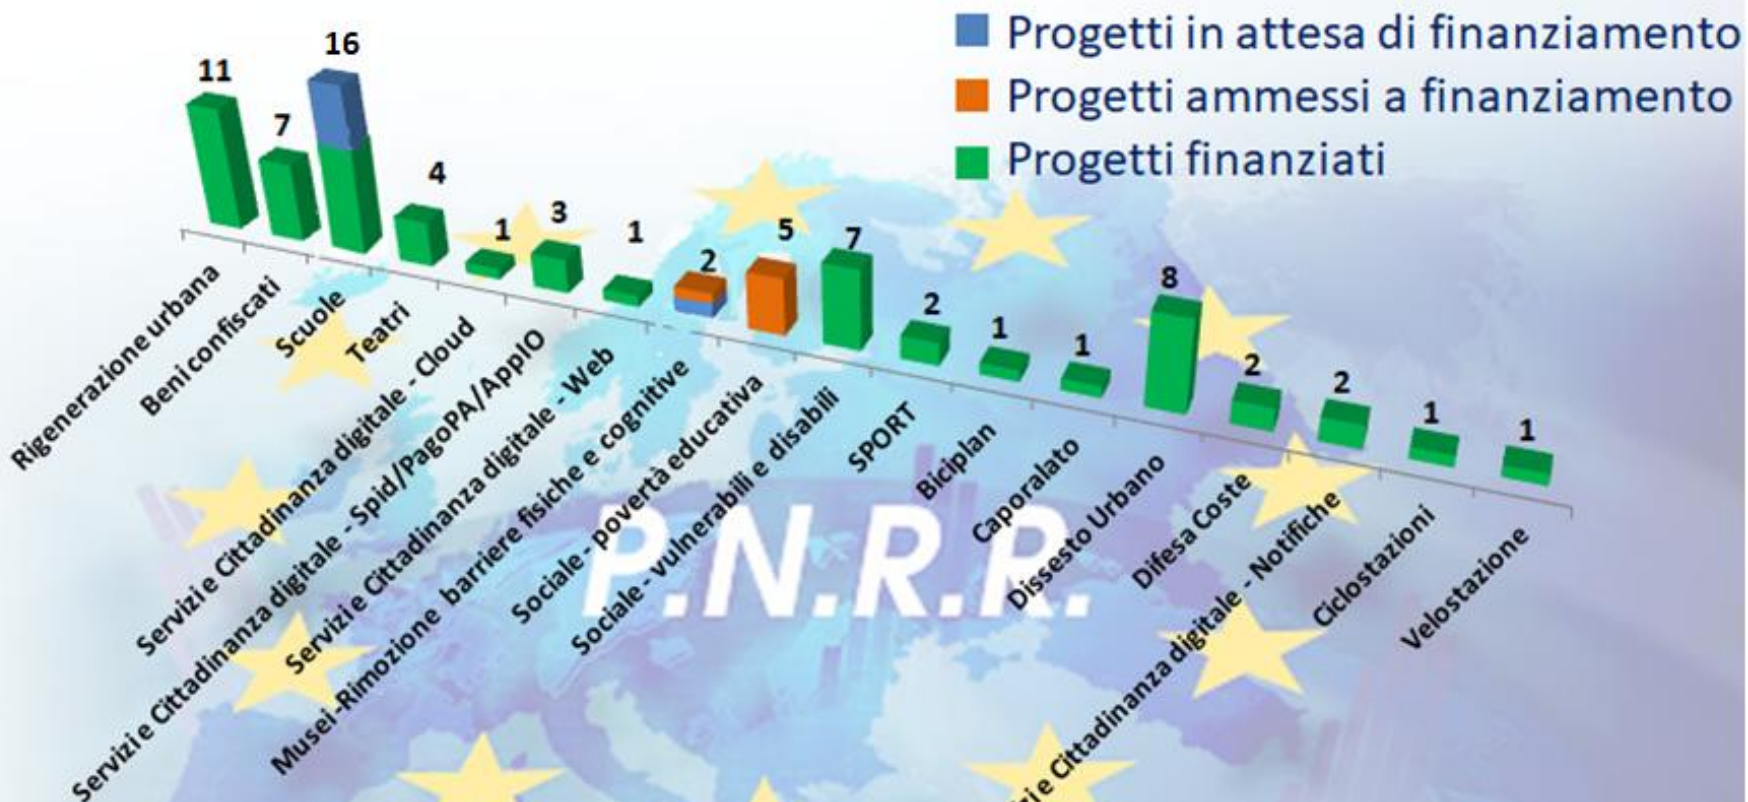 Progetti in attesa di finanziamento
Progetti ammessi a finanziamento
Progetti finanziati
11
7
16
4
1
3
1
2
5
7
2
1
1
8
2
2
1
1
Rigenerazione urbana
Beni confiscati
Scuole
Teatri
Servizi e Cittadinanza digitale - Cloud
Servizi e Cittadinanza digitale - Spid/PagoPA/AppIO
Servizi e Cittadinanza digitale - Web
Musei -Rimozione barriere fisiche e cognitive
Sociale - povertà educativa
Sociale - vulnerabili e disabili
SPORT
Biciplan
Caporalato
Dissesto Urbano
Difesa Coste
e Cittadinanza digitale - Notifiche
Ciclostazioni
Velostazione
P.N.R.R.